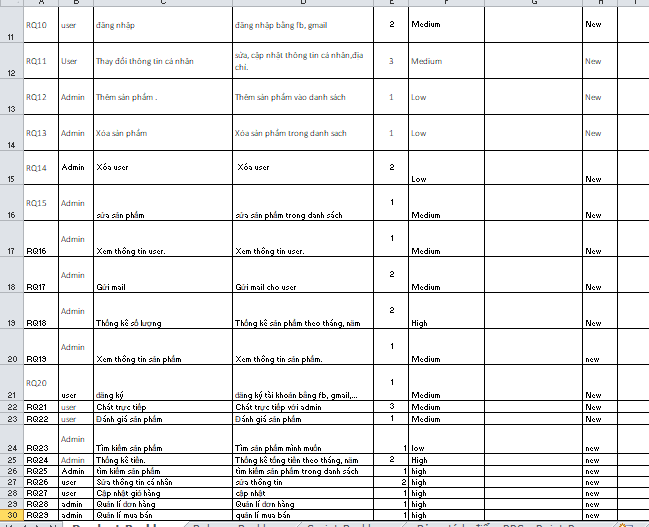 A B C D E F G H I
11 RQ10 user đăng nhập đăng nhập bằng fb, gmail 2 Medium New
12 RQ11 User Thay đổi thông tin cá nhân sửa, cập nhật thông tin cá nhân,địa chỉ. 3 Medium New
13 RQ12 Admin Thêm sản phẩm . Thêm sản phẩm vào danh sách 1 Low New
14 RQ13 Admin Xóa sản phẩm Xóa sản phẩm trong danh sach 1 Low New
15 RQ14 Admin Xóa user Xóa user 2 Low New
16 RQ15 Admin sửa sản phẩm sửa sản phẩm trong danh sách 1 Medium New
17 RQ16 Admin Xem thông tin user. Xem thông tin user. 1 Medium New
18 RQ17 Admin Gửi mail Gửi mail cho user 2 Medium New
19 RQ18 Admin Thống kê số lượng Thống kê sản phẩm theo tháng, năm 2 High New
20 RQ19 Admin Xem thông tin sản phẩm Xem thông tin sản phẩm. 1 Medium new
21 RQ20 user đăng ký đăng ký tài khoản bằng fb, gmail,... 1 Medium New
22 RQ21 user Chát trực tiếp Chát trực tiếp với admin 3 Medium New
23 RQ22 user Đánh giá sản phẩm Đánh giá sản phẩm 1 Medium New
24 RQ23 Admin Tìm kiếm sản phẩm Tìm sản phẩm mình muốn 1 low new
25 RQ24 Admin Thống kê tiền. Thống kê tổng tiền theo tháng, năm 2 High new
26 RQ25 Admin tìm kiếm sản phẩm tìm kiếm sản phẩm trong danh sách 1 high new
27 RQ26 user Sửa thông tin cá nhân sửa thông tin 2 high new
28 RQ27 user Cập nhật giỏ hàng cập nhật 1 high new
29 RQ28 admin Quản lí đơn hàng Quản lí đơn hàng 1 high new
30 RQ29 admin quản lí mua bán quản lí mua bán 1 high new